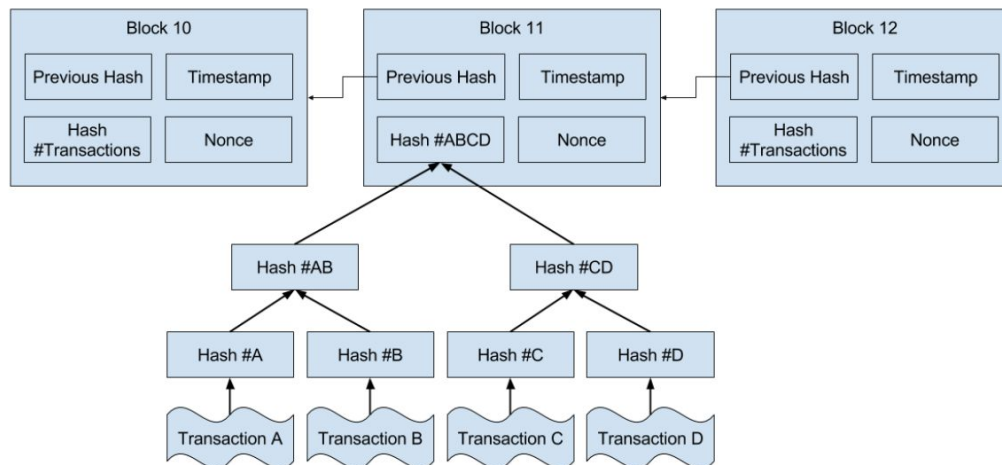 Block 10
Block 11
Block 12
Previous Hash
Timestamp
Previous Hash
Timestamp
Previous Hash
Timestamp
Hash
#Transactions
Nonce
Hash #ABCD
Nonce
Hash
#Transactions
Nonce
Hash #AB
Hash #CD
Hash #A
Hash #B
Hash #C
Hash #D
Transaction A
Transaction B
Transaction C
Transaction D